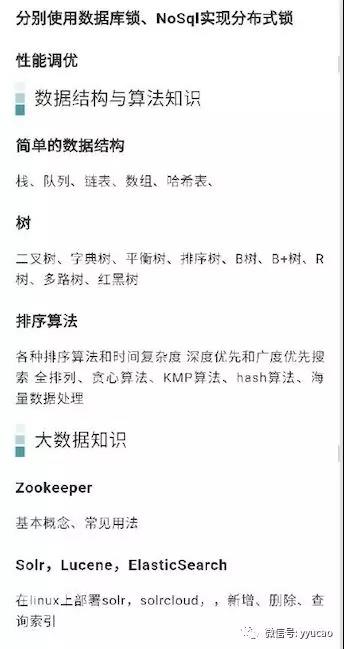 分别使用数据库锁、NoSql实现分布式锁
性能调优
数据结构与算法知识
简单的数据结构
栈、队列、链表、数组、哈希表、
树
二叉树、字典树、平衡树、排序树、B树、B+树、R
树、多路树、红黑树
排序算法
各种排序算法和时间复杂度 深度优先和广度优先搜
索 全排列、贪心算法、KMP算法、hash算法、海
量数据处理
大数据知识
Zookeeper
基本概念、常见用法
Solr，Lucene，ElasticSearch
在linux上部署solr，solrcloud，，新增、删除、查
询索引
微信号: yyucao